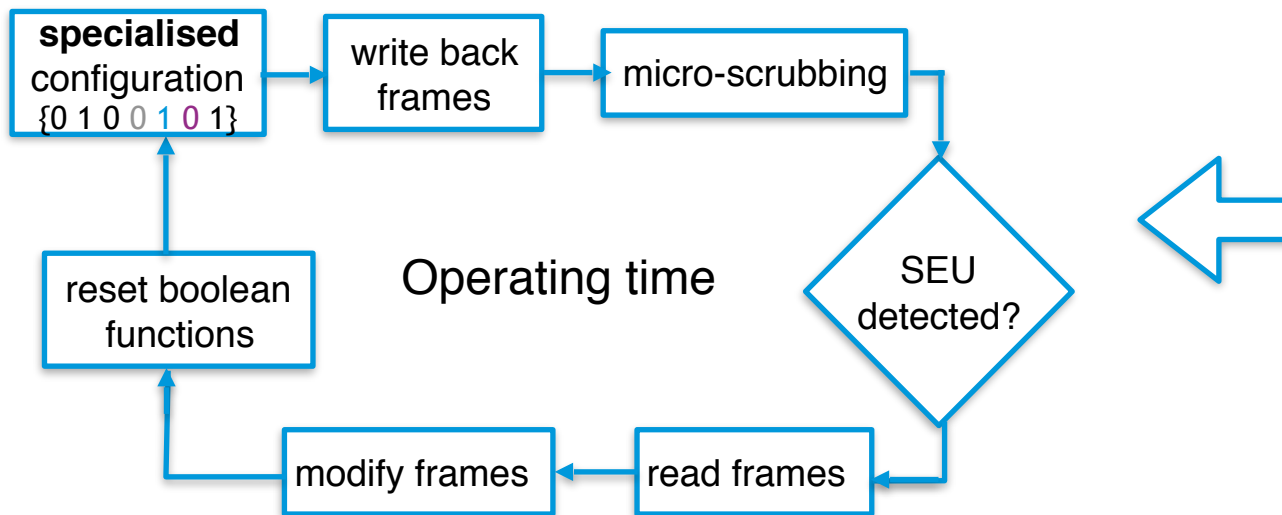 specialised
configuration
{0 1 0 0 1 0 1}
write back
frames
micro-scrubbing
SEU
detected?
Operating time
reset boolean
functions
modify frames
read frames